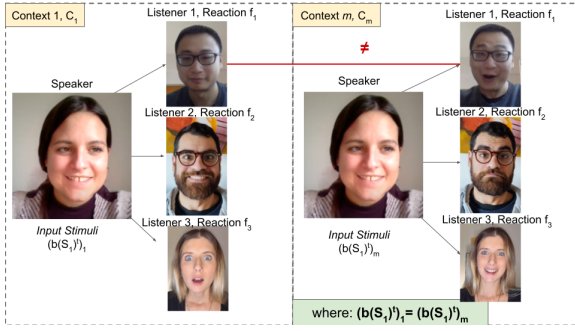 Context 1, C₁
Listener 1, Reaction f₁
Speaker
Listener 2, Reaction f₂
Input Stimuli
(b(S₁)ᵗ)₁
Listener 3, Reaction f₃
≠
Context m, Cₘ
Listener 1, Reaction f₁
Speaker
Listener 2, Reaction f₂
Input Stimuli
(b(S₁)ᵗ)ₘ
Listener 3, Reaction f₃
where: (b(S₁)ᵗ)₁= (b(S₁)ᵗ)ₘ